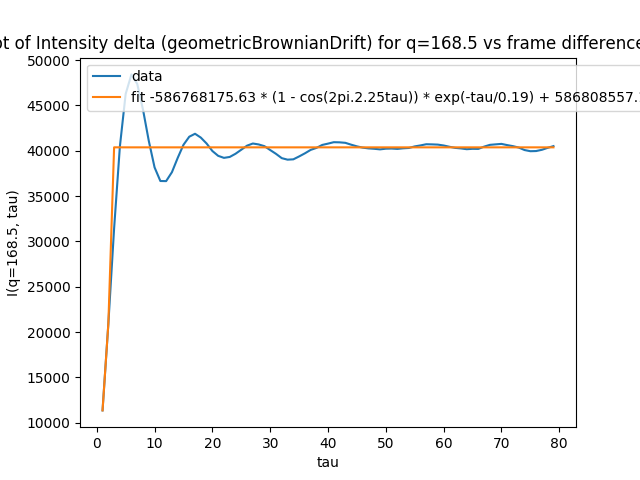 ot of Intensity delta (geometricBrownianDrift) for q=168.5 vs frame difference
data
fit -586768175.63 * (1 - cos(2pi.2.25tau)) * exp(-tau/0.19) + 586808557.
50000
45000
40000
35000
30000
25000
20000
15000
10000
I(q=168.5, tau)
0 10 20 30 40 50 60 70 80
tau